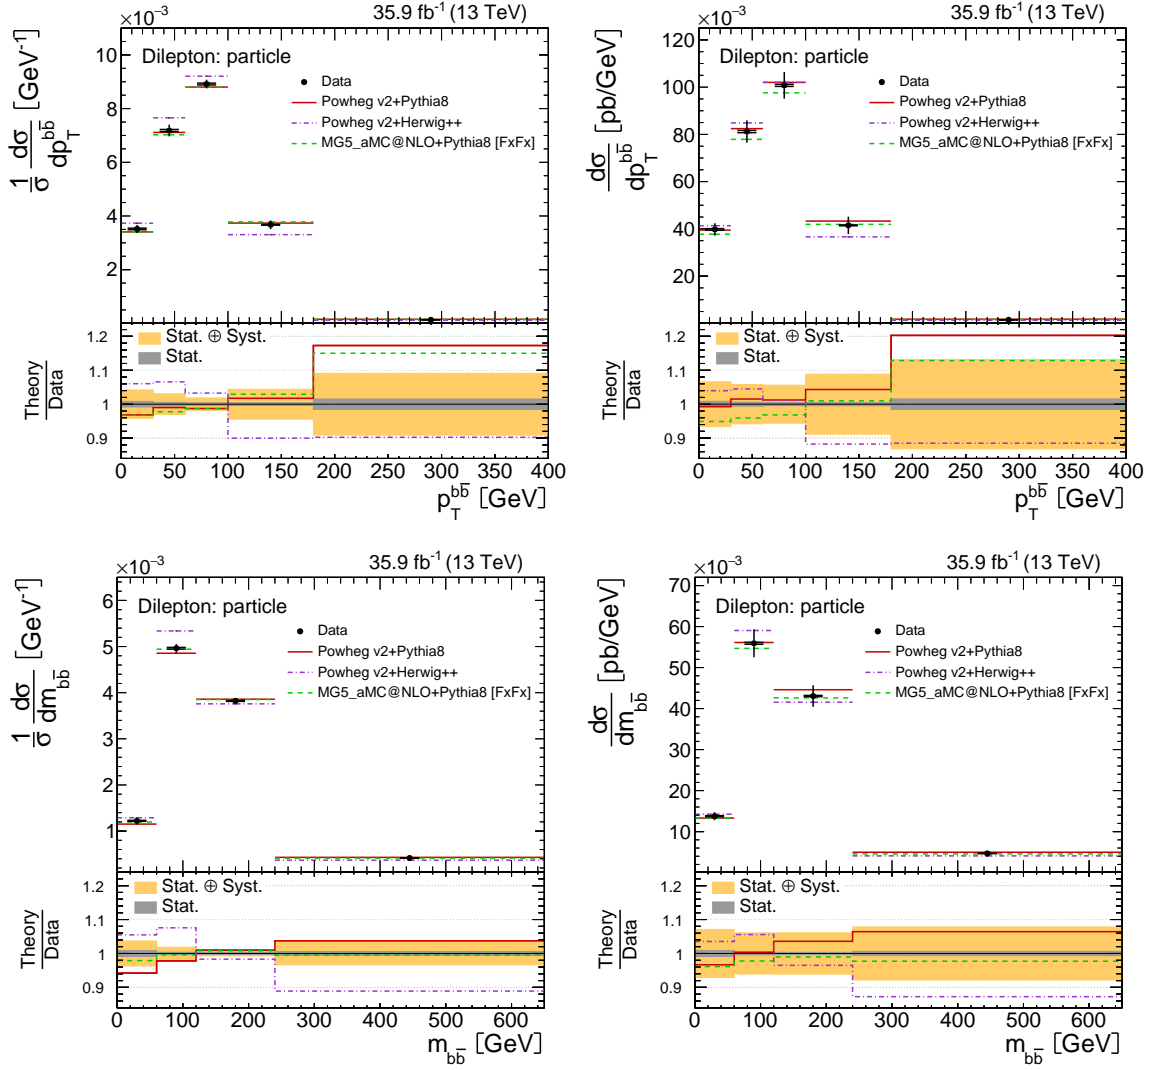 ×10⁻³ 35.9 fb⁻¹ (13 TeV)
Dilepton: particle
Data
Powheg v2+Pythia8
Powheg v2+Herwig++
MG5_aMC@NLO+Pythia8 [FxFx]
1/σ dσ/dp_T^{bb̅} [GeV⁻¹]
10
8
6
4
2
Stat. ⊕ Syst.
Stat.
Theory/Data
1.2
1.1
1
0.9
0 50 100 150 200 250 300 350 400
p_T^{bb̅} [GeV]
×10⁻³ 35.9 fb⁻¹ (13 TeV)
Dilepton: particle
Data
Powheg v2+Pythia8
Powheg v2+Herwig++
MG5_aMC@NLO+Pythia8 [FxFx]
dσ/dp_T^{bb̅} [pb/GeV]
120
100
80
60
40
20
Stat. ⊕ Syst.
Stat.
Theory/Data
1.2
1.1
1
0.9
0 50 100 150 200 250 300 350 400
p_T^{bb̅} [GeV]
×10⁻³ 35.9 fb⁻¹ (13 TeV)
Dilepton: particle
Data
Powheg v2+Pythia8
Powheg v2+Herwig++
MG5_aMC@NLO+Pythia8 [FxFx]
1/σ dσ/dm_{bb̅} [GeV⁻¹]
6
5
4
3
2
1
Stat. ⊕ Syst.
Stat.
Theory/Data
1.2
1.1
1
0.9
0 100 200 300 400 500 600
m_{bb̅} [GeV]
×10⁻³ 35.9 fb⁻¹ (13 TeV)
Dilepton: particle
Data
Powheg v2+Pythia8
Powheg v2+Herwig++
MG5_aMC@NLO+Pythia8 [FxFx]
dσ/dm_{bb̅} [pb/GeV]
70
60
50
40
30
20
10
Stat. ⊕ Syst.
Stat.
Theory/Data
1.2
1.1
1
0.9
0 100 200 300 400 500 600
m_{bb̅} [GeV]